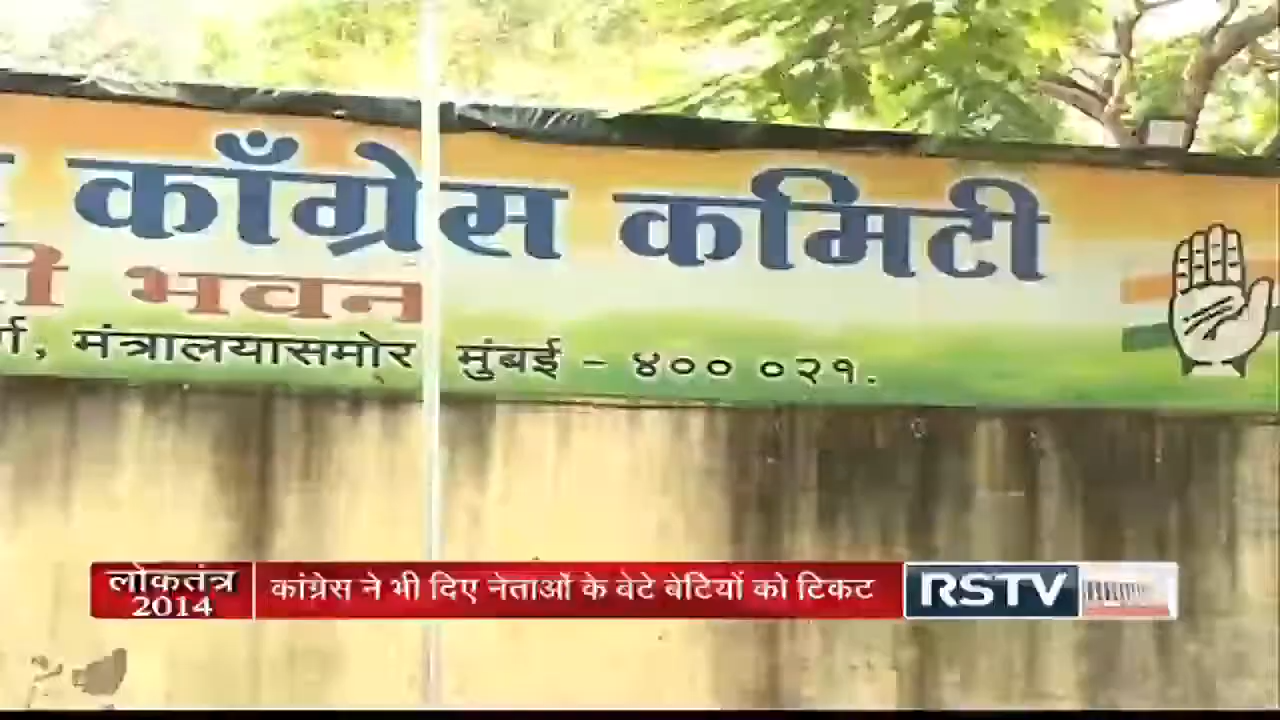 काँग्रेस कमिटी
भवन
, मंत्रालयासमोर मुंबई - ४०० ०२१.
लोकतंत्र
2014
कांग्रेस ने भी दिए नेताओं के बेटे बेटियों को टिकट
RSTV